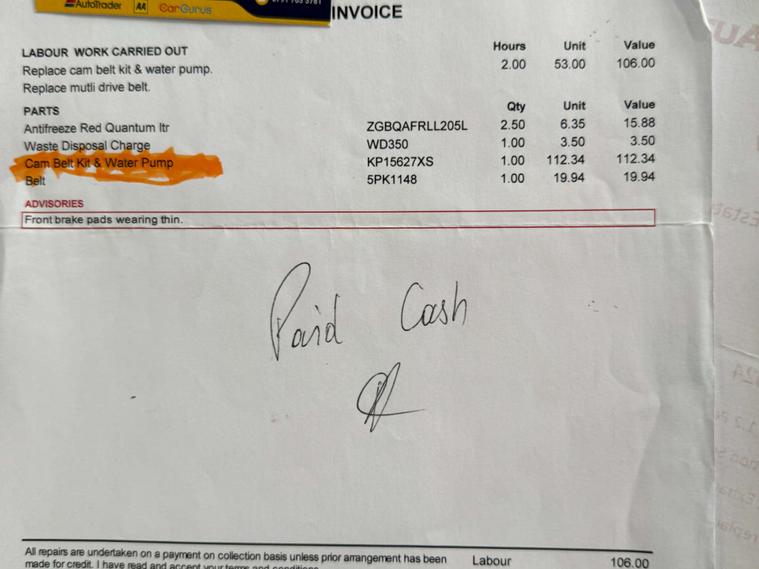 AutoTrader AA CarGurus
INVOICE
LABOUR WORK CARRIED OUT Hours Unit Value
Replace cam belt kit & water pump. 2.00 53.00 106.00
Replace mutli drive belt.
PARTS Qty Unit Value
Antifreeze Red Quantum ltr ZGBQAFRLL205L 2.50 6.35 15.88
Waste Disposal Charge WD350 1.00 3.50 3.50
Cam Belt Kit & Water Pump KP15627XS 1.00 112.34 112.34
Belt 5PK1148 1.00 19.94 19.94
ADVISORIES
Front brake pads wearing thin.
Paid Cash
All repairs are undertaken on a payment on collection basis unless prior arrangement has been
made for credit. I have read and accept your terms and conditions Labour 106.00